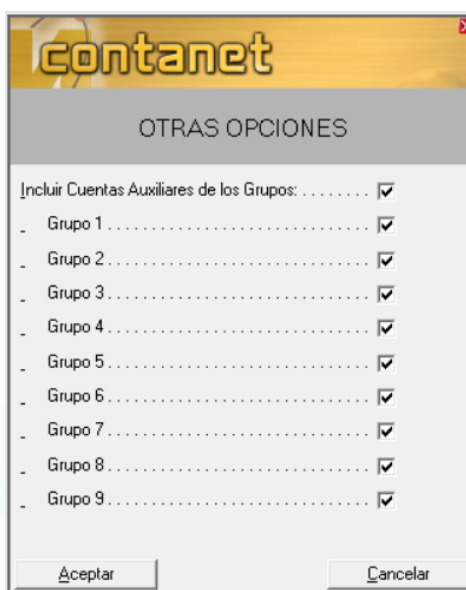 contanet
OTRAS OPCIONES
Incluir Cuentas Auxiliares de los Grupos: . . . . . . . .
- Grupo 1 . . . . . . . . . . . . . . . . . . . . . . . . . . . . . . . .
- Grupo 2 . . . . . . . . . . . . . . . . . . . . . . . . . . . . . . . .
- Grupo 3 . . . . . . . . . . . . . . . . . . . . . . . . . . . . . . . .
- Grupo 4 . . . . . . . . . . . . . . . . . . . . . . . . . . . . . . . .
- Grupo 5 . . . . . . . . . . . . . . . . . . . . . . . . . . . . . . . .
- Grupo 6 . . . . . . . . . . . . . . . . . . . . . . . . . . . . . . . .
- Grupo 7 . . . . . . . . . . . . . . . . . . . . . . . . . . . . . . . .
- Grupo 8 . . . . . . . . . . . . . . . . . . . . . . . . . . . . . . . .
- Grupo 9 . . . . . . . . . . . . . . . . . . . . . . . . . . . . . . . .
Aceptar Cancelar